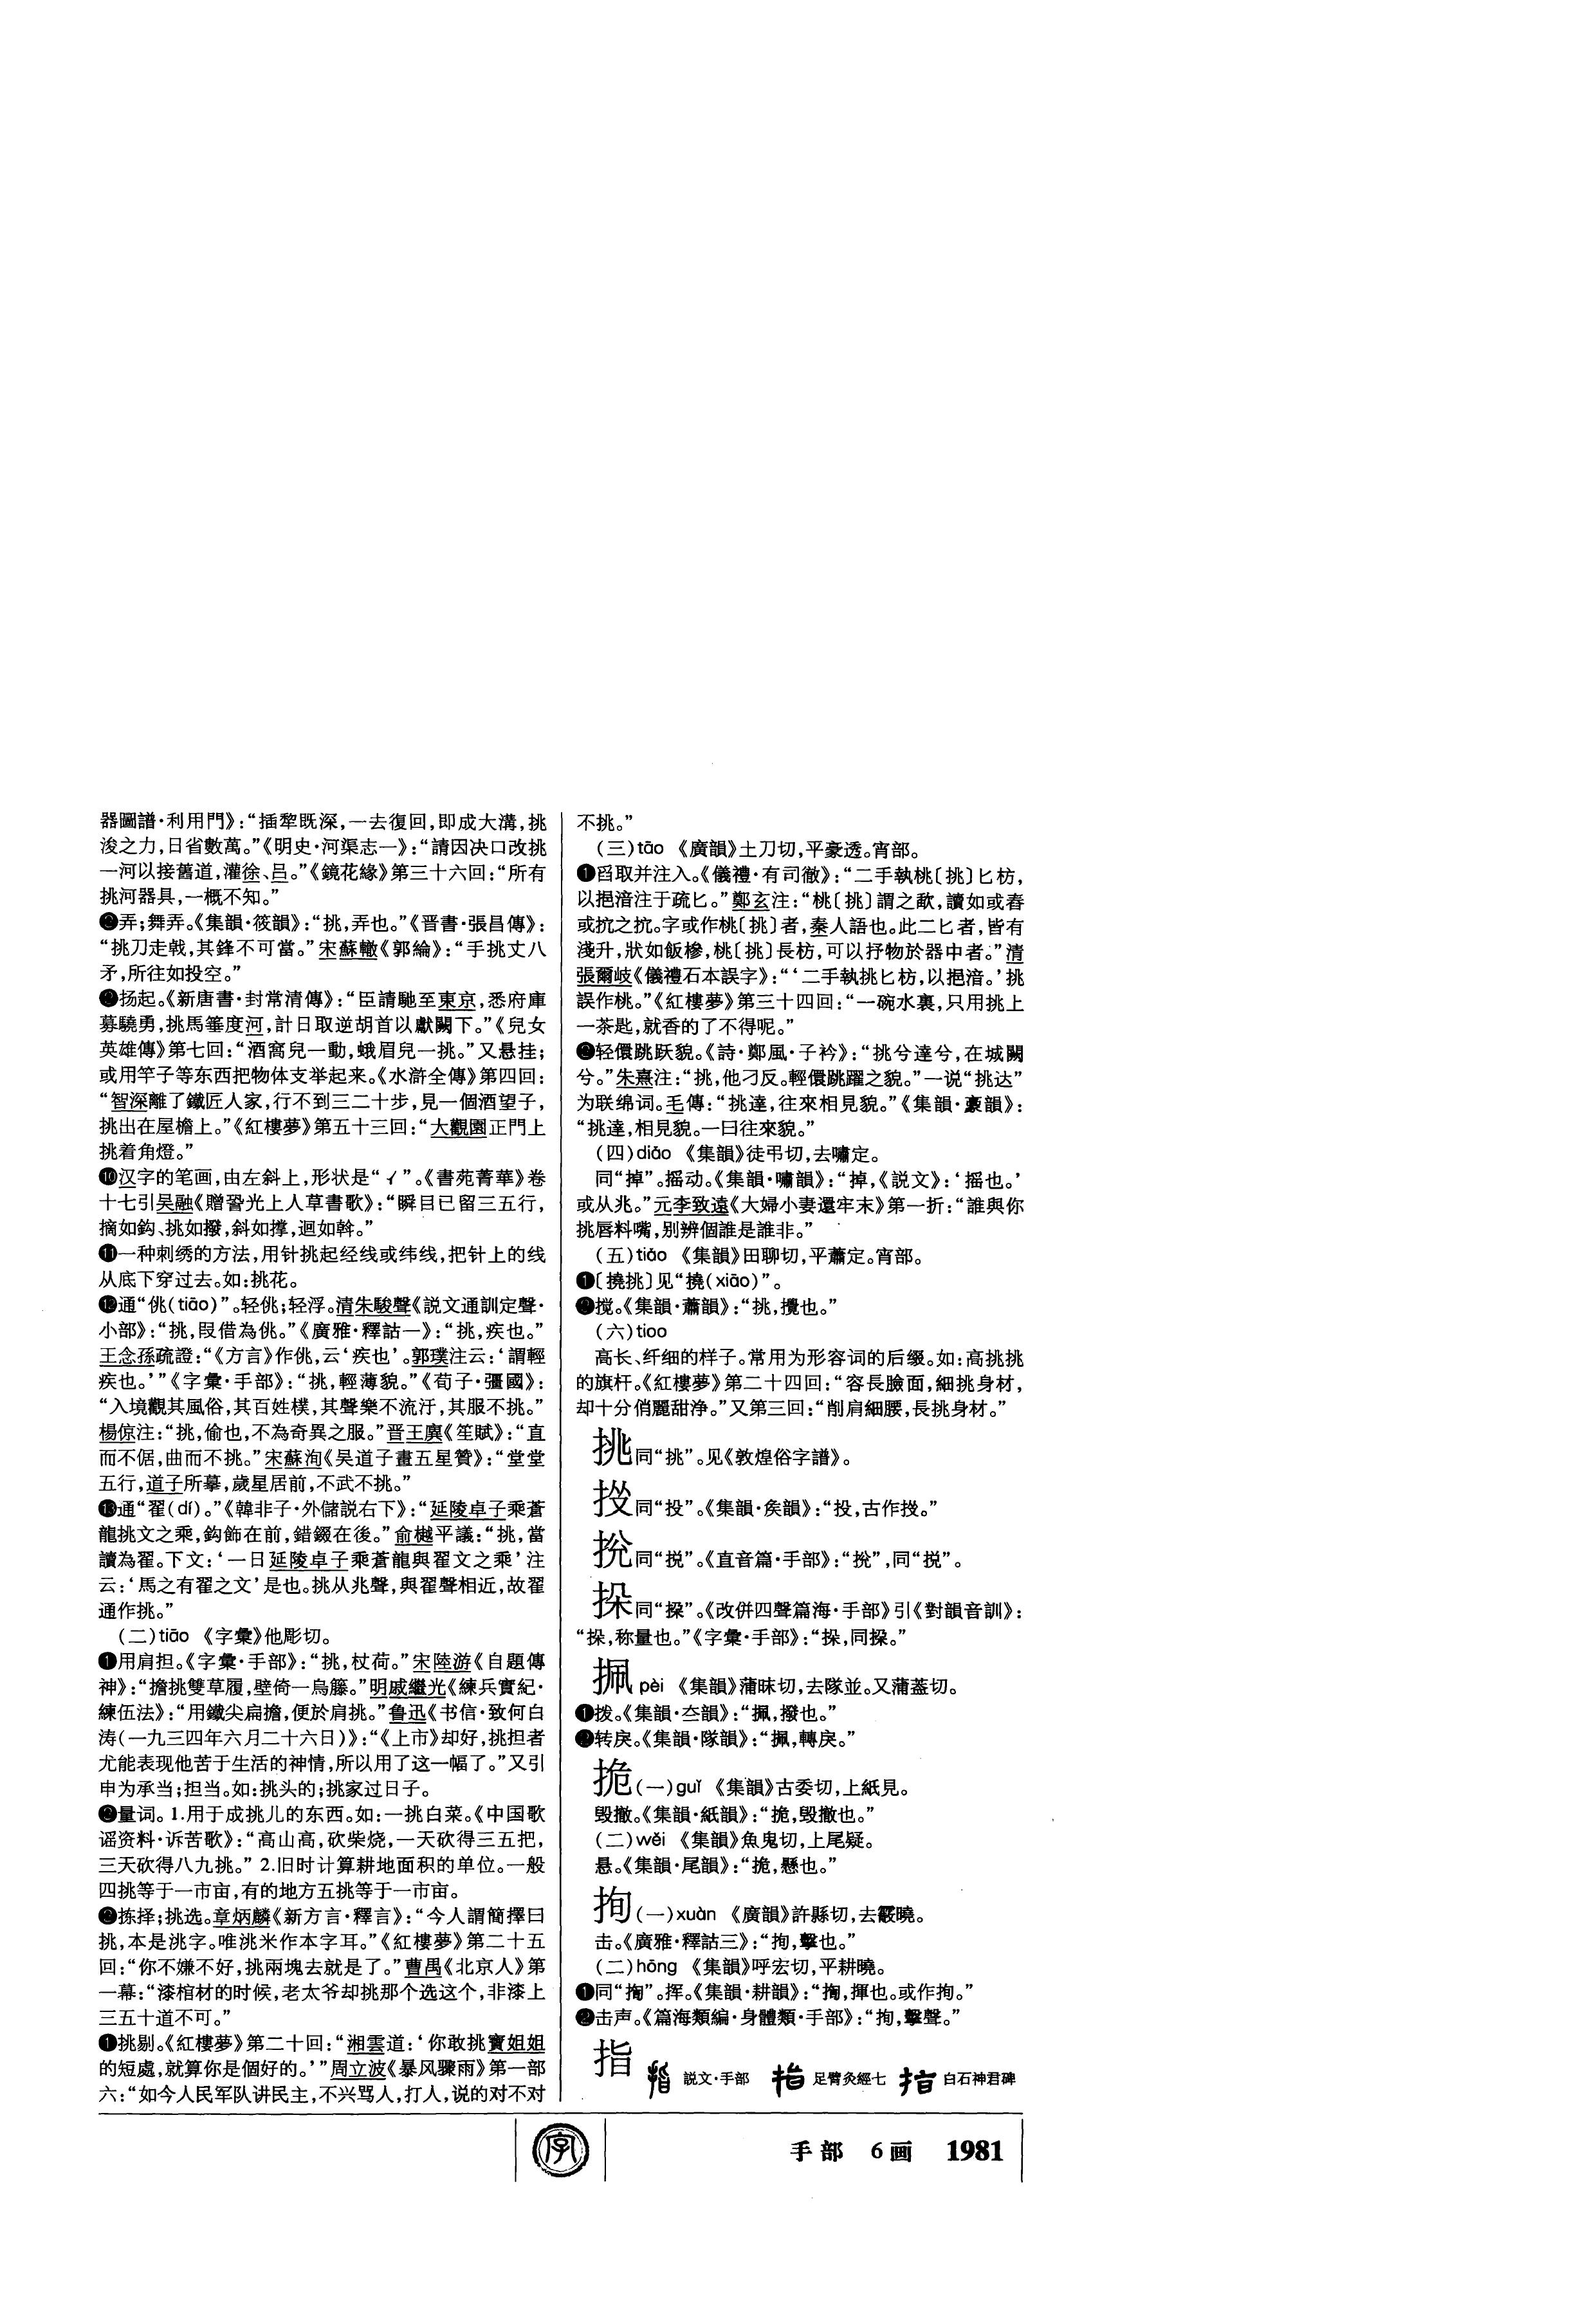 器圖譜·利用門》：“插犂既深，一去復回，即成大溝，挑
浚之力，日省數萬。”《明史·河渠志一》：“請因决口改挑
一河以接舊道，灌徐、吕。”《鏡花緣》第三十六回：“所有
挑河器具，一概不知。”
❽弄；舞弄。《集韻·筱韻》：“挑，弄也。”《晋書·張昌傳》：
“挑刀走戟，其鋒不可當。”宋蘇轍《郭綸》：“手挑丈八
矛，所往如投空。”
❾扬起。《新唐書·封常清傳》：“臣請馳至東京，悉府庫
募驍勇，挑馬箠度河，計日取逆胡首以獻闕下。”《兒女
英雄傳》第七回：“酒窩兒一動，蛾眉兒一挑。”又悬挂；
或用竿子等东西把物体支举起来。《水滸全傳》第四回：
“智深離了鐵匠人家，行不到三二十步，見一個酒望子，
挑出在屋檐上。”《紅樓夢》第五十三回：“大觀園正門上
挑着角燈。”
❿汉字的笔画，由左斜上，形状是“㇀”。《書苑菁華》卷
十七引吴融《贈䛒光上人草書歌》：“瞬目已留三五行，
摘如鈎、挑如撥，斜如撑，迴如斡。”
⓫一种刺绣的方法，用针挑起经线或纬线，把针上的线
从底下穿过去。如：挑花。
⓬通“佻（tiāo）”。轻佻；轻浮。清朱駿聲《説文通訓定聲·
小部》：“挑，叚借為佻。”《廣雅·釋詁一》：“挑，疾也。”
王念孫疏證：“《方言》作佻，云‘疾也’。郭璞注云：‘謂輕
疾也。’”《字彙·手部》：“挑，輕薄貌。”《荀子·彊國》：
“入境觀其風俗，其百姓樸，其聲樂不流汙，其服不挑。”
楊倞注：“挑，偷也，不為奇異之服。”晋王廙《笙賦》：“直
而不倨，曲而不挑。”宋蘇洵《吴道子畫五星贊》：“堂堂
五行，道子所摹，歲星居前，不武不挑。”
⓭通“翟（dí）。”《韓非子·外儲説右下》：“延陵卓子乘蒼
龍挑文之乘，鈎飾在前，錯錣在後。”俞樾平議：“挑，當
讀為翟。下文：‘一日延陵卓子乘蒼龍與翟文之乘’注
云：‘馬之有翟之文’是也。挑从兆聲，與翟聲相近，故翟
通作挑。”
（二）tiāo 《字彙》他彫切。
❶用肩担。《字彙·手部》：“挑，杖荷。”宋陸游《自題傳
神》：“擔挑雙草履，壁倚一烏籐。”明戚繼光《練兵實紀·
練伍法》：“用鐵尖扁擔，便於肩挑。”鲁迅《书信·致何白
涛（一九三四年六月二十六日）》：“《上市》却好，挑担者
尤能表现他苦于生活的神情，所以用了这一幅了。”又引
申为承当；担当。如：挑头的；挑家过日子。
❷量词。1.用于成挑儿的东西。如：一挑白菜。《中国歌
谣资料·诉苦歌》：“高山高，砍柴烧，一天砍得三五把，
三天砍得八九挑。” 2.旧时计算耕地面积的单位。一般
四挑等于一市亩，有的地方五挑等于一市亩。
❸拣择；挑选。章炳麟《新方言·釋言》：“今人謂簡擇曰
挑，本是洮字。唯洮米作本字耳。”《紅樓夢》第二十五
回：“你不嫌不好，挑兩塊去就是了。”曹禺《北京人》第
一幕：“漆棺材的时候，老太爷却挑那个选这个，非漆上
三五十道不可。”
❹挑剔。《紅樓夢》第二十回：“湘雲道：‘你敢挑寶姐姐
的短處，就算你是個好的。’”周立波《暴风骤雨》第一部
六：“如今人民军队讲民主，不兴骂人，打人，说的对不对
不挑。”
（三）tāo 《廣韻》土刀切，平豪透。宵部。
❶舀取并注入。《儀禮·有司徹》：“二手執桃〔挑〕匕枋，
以挹湆注于疏匕。”鄭玄注：“桃〔挑〕謂之㪫，讀如或舂
或抗之抗。字或作桃〔挑〕者，秦人語也。此二匕者，皆有
淺升，狀如飯橾，桃〔挑〕長枋，可以抒物於器中者。”清
張爾岐《儀禮石本誤字》：“‘二手執挑匕枋，以挹湆。’挑
誤作桃。”《紅樓夢》第三十四回：“一碗水裏，只用挑上
一茶匙，就香的了不得呢。”
❷轻儇跳跃貌。《詩·鄭風·子衿》：“挑兮達兮，在城闕
兮。”朱熹注：“挑，他刁反。輕儇跳躍之貌。”一说“挑达”
为联绵词。毛傳：“挑達，往來相見貌。”《集韻·豪韻》：
“挑達，相見貌。一曰往來貌。”
（四）diǎo 《集韻》徒弔切，去嘯定。
同“掉”。摇动。《集韻·嘯韻》：“掉，《説文》：‘摇也。’
或从兆。”元李致遠《大婦小妻還牢末》第一折：“誰與你
挑唇料嘴，别辨個誰是誰非。”
（五）tiáo 《集韻》田聊切，平蕭定。宵部。
❶〔撓挑〕见“撓（xiāo）”。
❷搅。《集韻·蕭韻》：“挑，攪也。”
（六）tioo
高长、纤细的样子。常用为形容词的后缀。如：高挑挑
的旗杆。《紅樓夢》第二十四回：“容長臉面，細挑身材，
却十分俏麗甜净。”又第三回：“削肩細腰，長挑身材。”
同“挑”。见《敦煌俗字譜》。
同“投”。《集韻·矦韻》：“投，古作㧻。”
挩同“捝”。《直音篇·手部》：“挩”，同“捝”。
挅同“挆”。《改併四聲篇海·手部》引《對韻音訓》：
“挅，称量也。”《字彙·手部》：“挅，同挆。”
㧩 pèi 《集韻》蒲昧切，去隊並。又蒲蓋切。
❶拨。《集韻·夳韻》：“㧩，撥也。”
❷转戾。《集韻·隊韻》：“㧩，轉戾。”
㧪（一）guǐ 《集韻》古委切，上紙見。
毁撤。《集韻·紙韻》：“㧪，毁撤也。”
（二）wěi 《集韻》魚鬼切，上尾疑。
悬。《集韻·尾韻》：“㧪，懸也。”
挏（一）xuàn 《廣韻》許縣切，去霰曉。
击。《廣雅·釋詁三》：“拘，擊也。”
（二）hōng 《集韻》呼宏切，平耕曉。
❶同“揈”。挥。《集韻·耕韻》：“揈，揮也。或作㧦。”
❷击声。《篇海類編·身體類·手部》：“㧦，擊聲。”
指 説文·手部 足臂灸經七 白石神君碑
手部 6画 1981